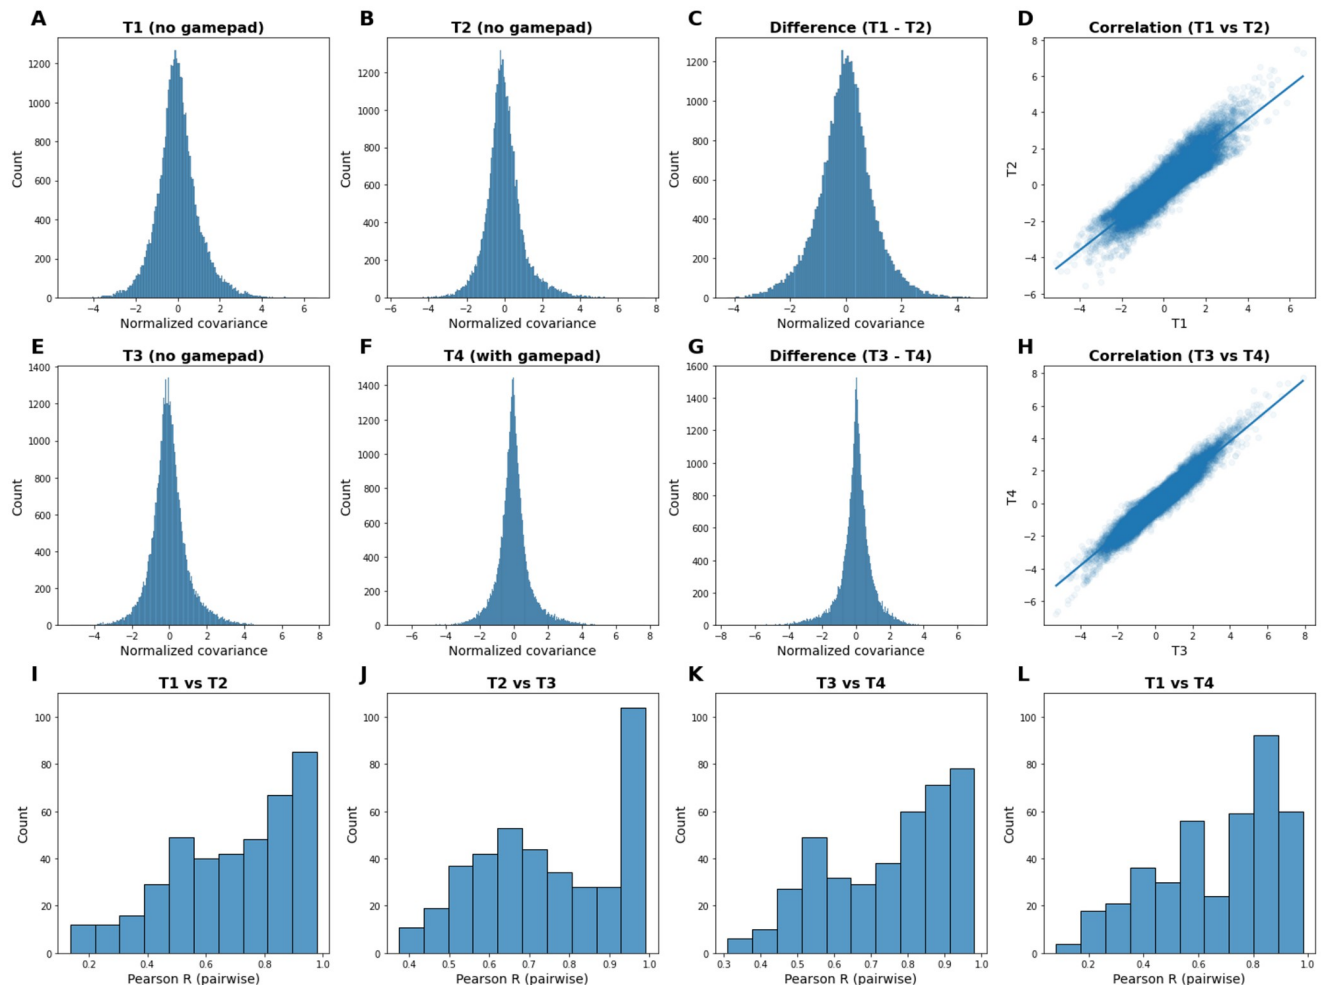 A T1 (no gamepad)
1200
1000
800
600
400
200
0
Count
−4 −2 0 2 4 6
Normalized covariance
B T2 (no gamepad)
1200
1000
800
600
400
200
0
Count
−6 −4 −2 0 2 4 6 8
Normalized covariance
C Difference (T1 - T2)
1200
1000
800
600
400
200
0
Count
−4 −2 0 2 4
Normalized covariance
D Correlation (T1 vs T2)
8
6
4
2
0
−2
−4
−6
T2
−4 −2 0 2 4 6
T1
E T3 (no gamepad)
1400
1200
1000
800
600
400
200
0
Count
−4 −2 0 2 4 6 8
Normalized covariance
F T4 (with gamepad)
1400
1200
1000
800
600
400
200
0
Count
−6 −4 −2 0 2 4 6 8
Normalized covariance
G Difference (T3 - T4)
1600
1400
1200
1000
800
600
400
200
0
Count
−8 −6 −4 −2 0 2 4 6
Normalized covariance
H Correlation (T3 vs T4)
8
6
4
2
0
−2
−4
−6
T4
−4 −2 0 2 4 6 8
T3
I T1 vs T2
100
80
60
40
20
0
Count
0.2 0.4 0.6 0.8 1.0
Pearson R (pairwise)
J T2 vs T3
100
80
60
40
20
0
Count
0.4 0.5 0.6 0.7 0.8 0.9 1.0
Pearson R (pairwise)
K T3 vs T4
100
80
60
40
20
0
Count
0.3 0.4 0.5 0.6 0.7 0.8 0.9 1.0
Pearson R (pairwise)
L T1 vs T4
100
80
60
40
20
0
Count
0.2 0.4 0.6 0.8 1.0
Pearson R (pairwise)